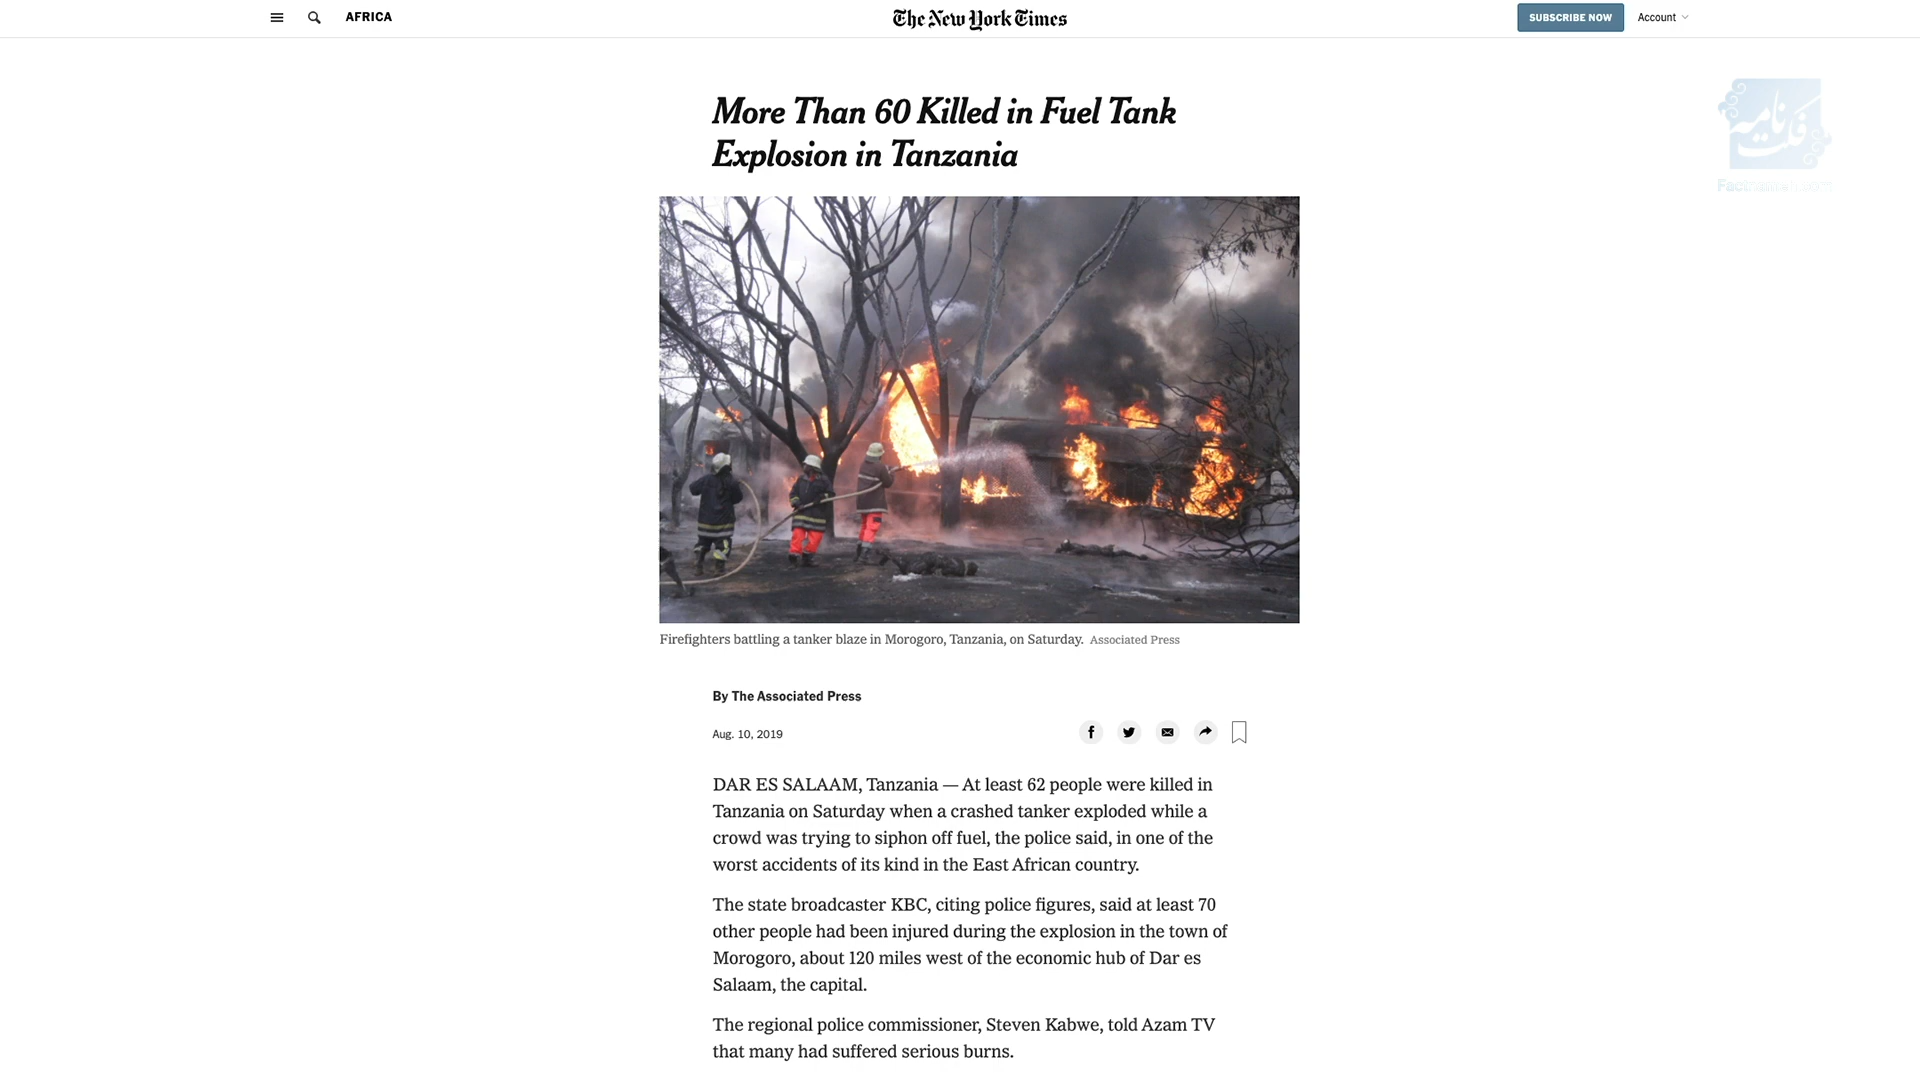 AFRICA
The New York Times
SUBSCRIBE NOW
Account
فکت‌نامه
More Than 60 Killed in Fuel Tank
Explosion in Tanzania
Firefighters battling a tanker blaze in Morogoro, Tanzania, on Saturday. Associated Press
By The Associated Press
Aug. 10, 2019
DAR ES SALAAM, Tanzania — At least 62 people were killed in
Tanzania on Saturday when a crashed tanker exploded while a
crowd was trying to siphon off fuel, the police said, in one of the
worst accidents of its kind in the East African country.
The state broadcaster KBC, citing police figures, said at least 70
other people had been injured during the explosion in the town of
Morogoro, about 120 miles west of the economic hub of Dar es
Salaam, the capital.
The regional police commissioner, Steven Kabwe, told Azam TV
that many had suffered serious burns.